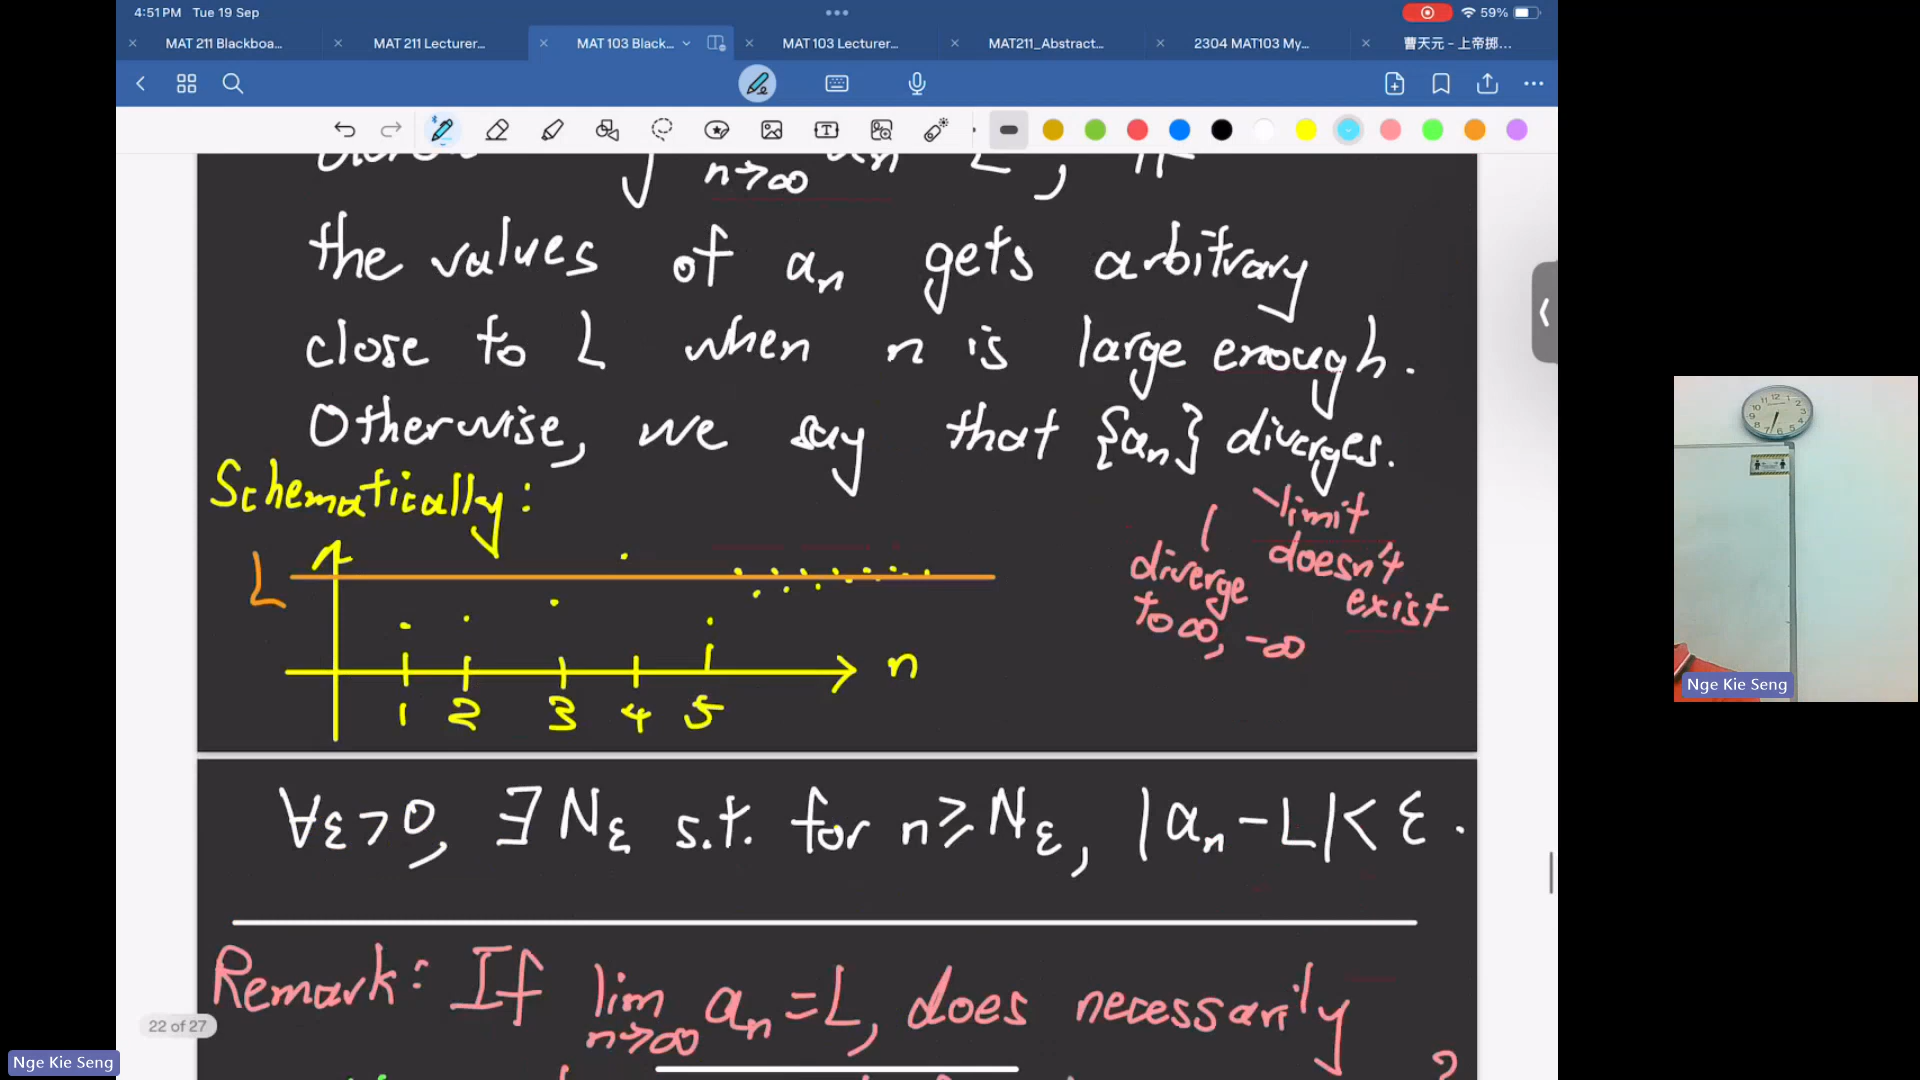 4:51 PM Tue 19 Sep
59%
MAT 211 Blackboa...
MAT 211 Lecturer...
MAT 103 Black...
MAT 103 Lecturer...
MAT211_Abstract...
2304 MAT103 My...
曹天元 - 上帝掷...
n→∞ an L,
the values of an gets arbitrary
close to L when n is large enough.
Otherwise, we say that {an} diverges.
Schematically:
limit
doesn't
exist
diverge
to ∞, -∞
L
n
1 2 3 4 5
∀ε>0, ∃ Nε s.t. for n ≥ Nε, |an - L| < ε.
Remark: If lim an = L, does necessarily
n→∞
?
22 of 27
Nge Kie Seng
Nge Kie Seng